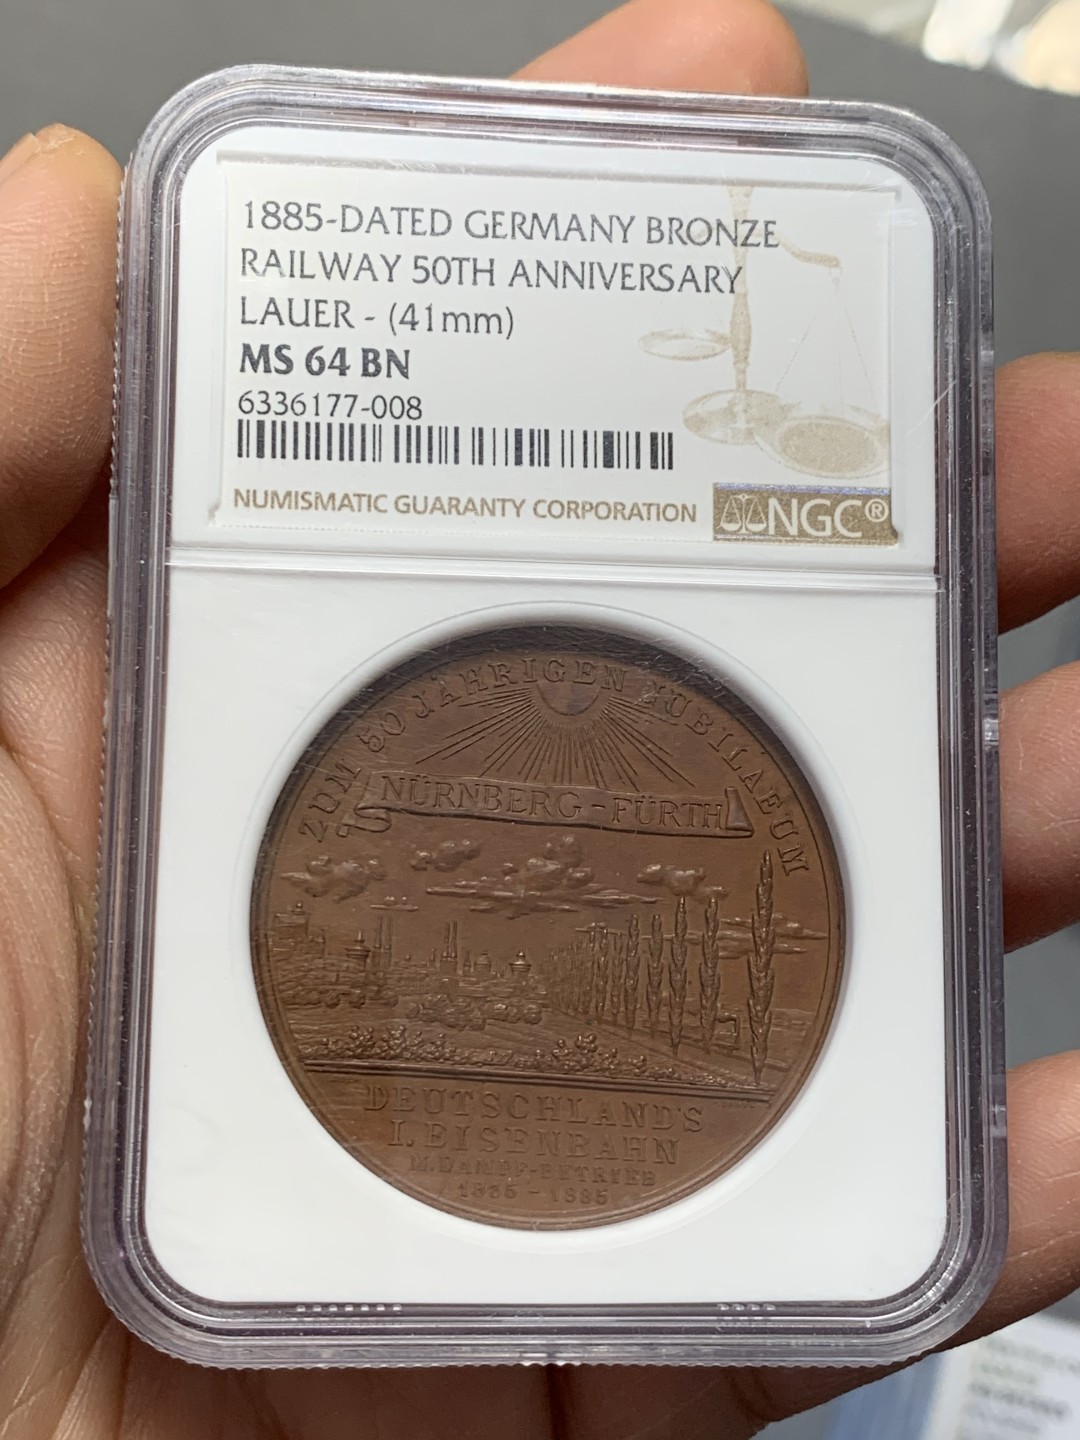 1885-DATED GERMANY BRONZE
RAILWAY 50TH ANNIVERSARY
LAUER - (41mm)
MS 64 BN
6336177-008
NUMISMATIC GUARANTY CORPORATION
NGC®
ZUM 50 JÄHRIGEN JUBILAEUM
NÜRNBERG - FÜRTH
DEUTSCHLANDS
I. EISENBAHN
M. DAMPF-BETRIEB
1835 - 1885